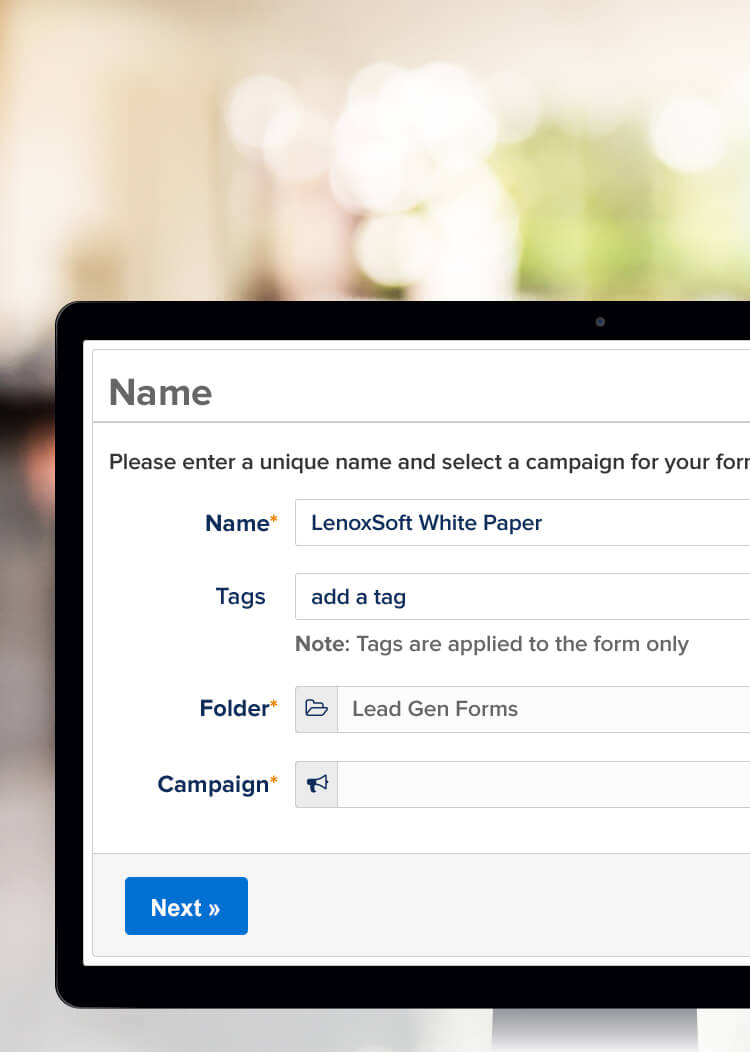 Name
Please enter a unique name and select a campaign for your
Name*
LenoxSoft White Paper
Tags
add a tag
Note: Tags are applied to the form only
Folder*
Lead Gen Forms
Campaign*
Next »